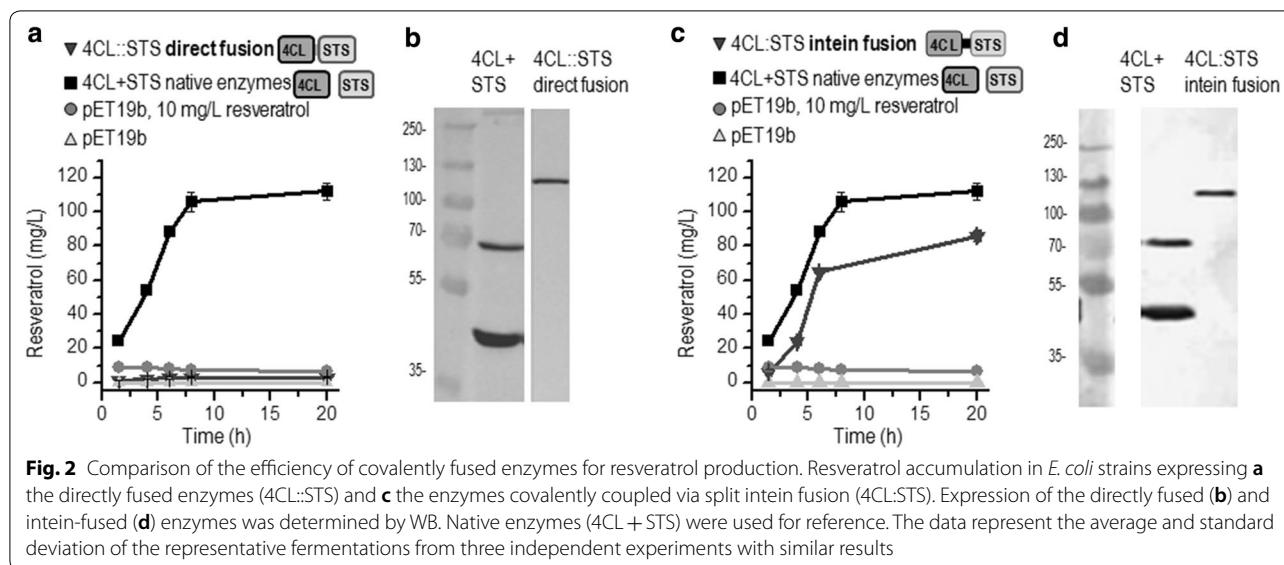 a
4CL::STS direct fusion 4CL STS
4CL+STS native enzymes 4CL STS
pET19b, 10 mg/L resveratrol
pET19b
Resveratrol (mg/L)
120
100
80
60
40
20
0
0 5 10 15 20
Time (h)
b
4CL+ STS
4CL::STS direct fusion
250-
130-
100-
70-
55-
35-
c
4CL:STS intein fusion 4CL STS
4CL+STS native enzymes 4CL STS
pET19b, 10 mg/L resveratrol
pET19b
Resveratrol (mg/L)
120
100
80
60
40
20
0
0 5 10 15 20
Time (h)
d
4CL+ STS
4CL:STS intein fusion
250-
130-
100-
70-
55-
35-
Fig. 2 Comparison of the efficiency of covalently fused enzymes for resveratrol production. Resveratrol accumulation in E. coli strains expressing a
the directly fused enzymes (4CL::STS) and c the enzymes covalently coupled via split intein fusion (4CL:STS). Expression of the directly fused (b) and
intein-fused (d) enzymes was determined by WB. Native enzymes (4CL + STS) were used for reference. The data represent the average and standard
deviation of the representative fermentations from three independent experiments with similar results